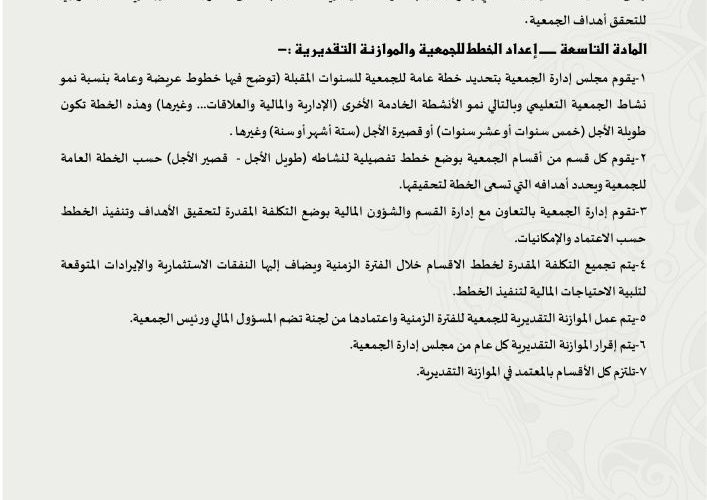 للتحقق أهداف الجمعية.
المادة التاسعة ــ إعداد الخطط للجمعية والموازنة التقديرية :-
١-يقوم مجلس إدارة الجمعية بتحديد خطة عامة للجمعية للسنوات المقبلة (توضح فيها خطوط عريضة وعامة بنسبة نمو
نشاط الجمعية التعليمي وبالتالي نمو الأنشطة الخادمة الأخرى (الإدارية والمالية والعلاقات... وغيرها) وهذه الخطة تكون
طويلة الأجل (خمس سنوات أو عشر سنوات) أو قصيرة الأجل (ستة أشهر أو سنة) وغيرها .
٢-يقوم كل قسم من أقسام الجمعية بوضع خطط تفصيلية لنشاطه (طويل الأجل - قصير الأجل) حسب الخطة العامة
للجمعية ويحدد أهدافه التي تسعى الخطة لتحقيقها.
٣-تقوم إدارة الجمعية بالتعاون مع إدارة القسم والشؤون المالية بوضع التكلفة المقدرة لتحقيق الأهداف وتنفيذ الخطط
حسب الاعتماد والإمكانيات.
٤-يتم تجميع التكلفة المقدرة لخطط الاقسام خلال الفترة الزمنية ويضاف إليها النفقات الاستثمارية والإيرادات المتوقعة
لتلبية الاحتياجات المالية لتنفيذ الخطط.
٥-يتم عمل الموازنة التقديرية للجمعية للفترة الزمنية واعتمادها من لجنة تضم المسؤول المالي ورئيس الجمعية.
٦-يتم إقرار الموازنة التقديرية كل عام من مجلس إدارة الجمعية.
٧-تلتزم كل الأقسام بالمعتمد في الموازنة التقديرية.